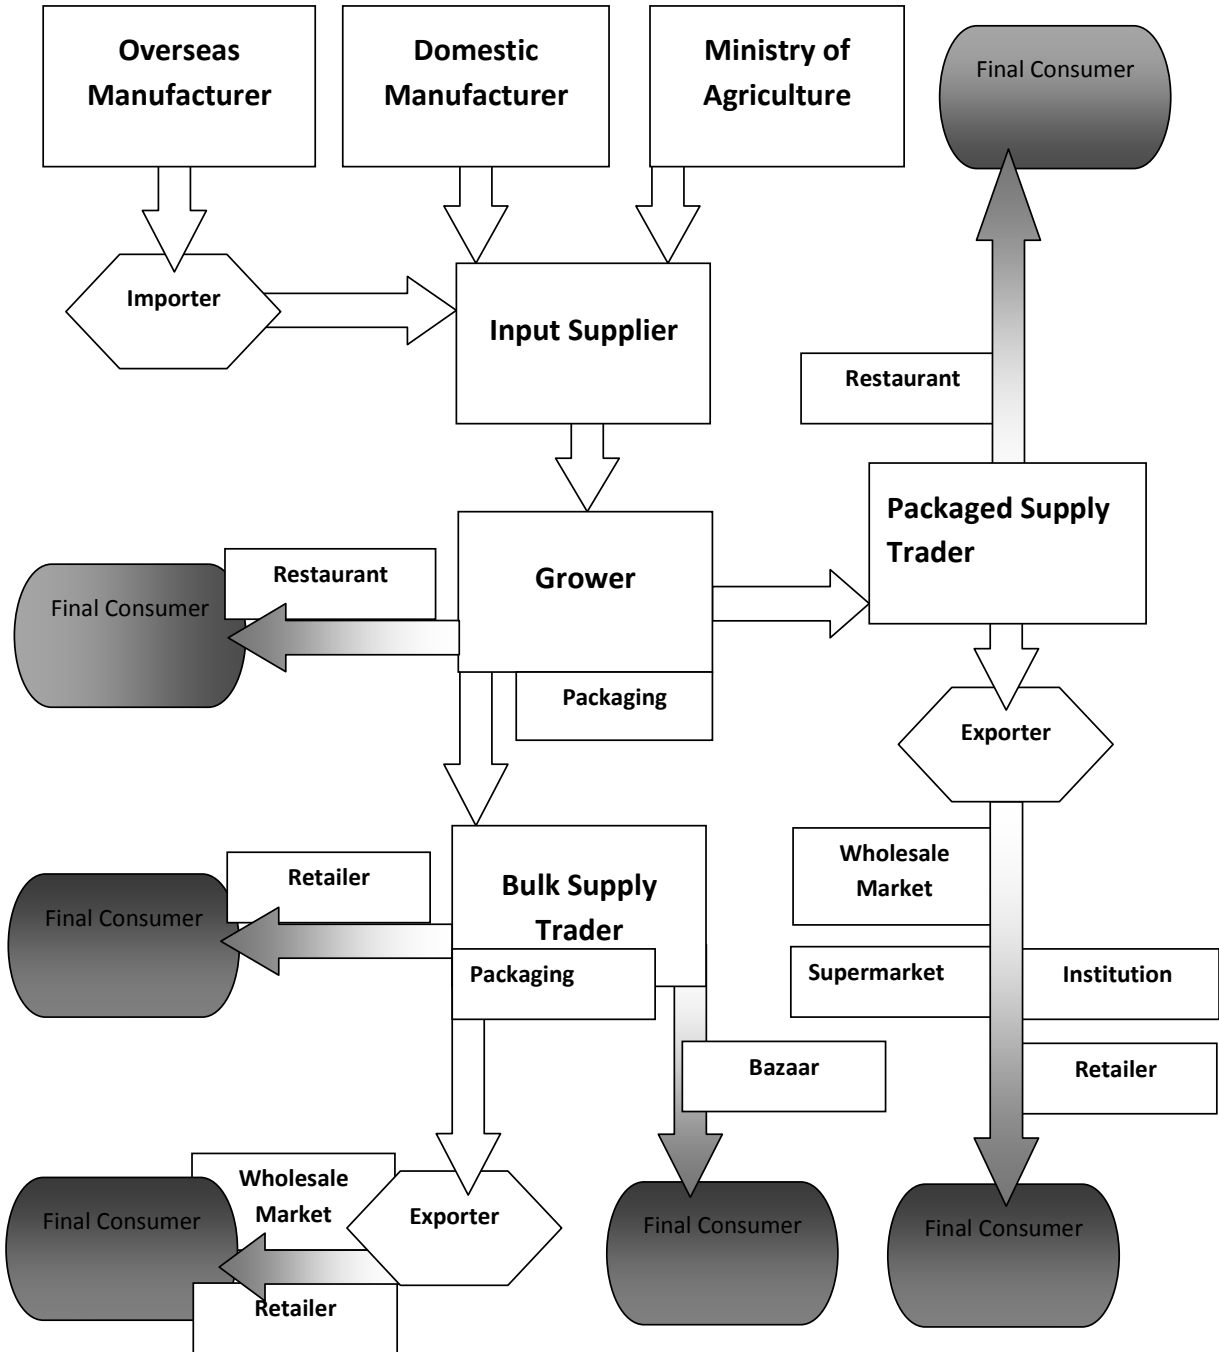 Overseas
Manufacturer
Domestic
Manufacturer
Ministry of
Agriculture
Final Consumer
Importer
Input Supplier
Restaurant
Packaged Supply
Trader
Restaurant
Final Consumer
Grower
Packaging
Exporter
Retailer
Final Consumer
Bulk Supply
Trader
Packaging
Wholesale
Market
Supermarket
Institution
Bazaar
Retailer
Wholesale
Market
Final Consumer
Exporter
Retailer
Final Consumer
Final Consumer